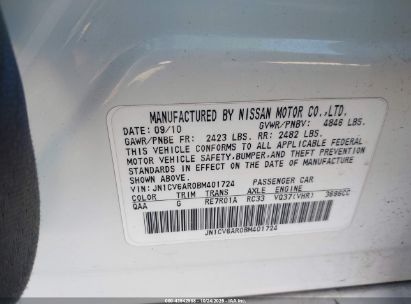 MANUFACTURED BY NISSAN MOTOR CO., LTD.
DATE: 09/10 GVWR/PNBV: 4846 LBS.
GAWR/PNBE FR: 2423 LBS. RR: 2482 LBS.
THIS VEHICLE CONFORMS TO ALL APPLICABLE FEDERAL
MOTOR VEHICLE SAFETY, BUMPER, AND THEFT PREVENTION
STANDARDS IN EFFECT ON THE DATE OF MANUFACTURE
SHOWN ABOVE.
VIN: JN1CV6AR0BM401724 PASSENGER CAR
COLOR TRIM TRANS AXLE ENGINE
QAA G RE7R01A RC33 VQ37(VHR) 3696CC
JN1CV6AR0BM401724